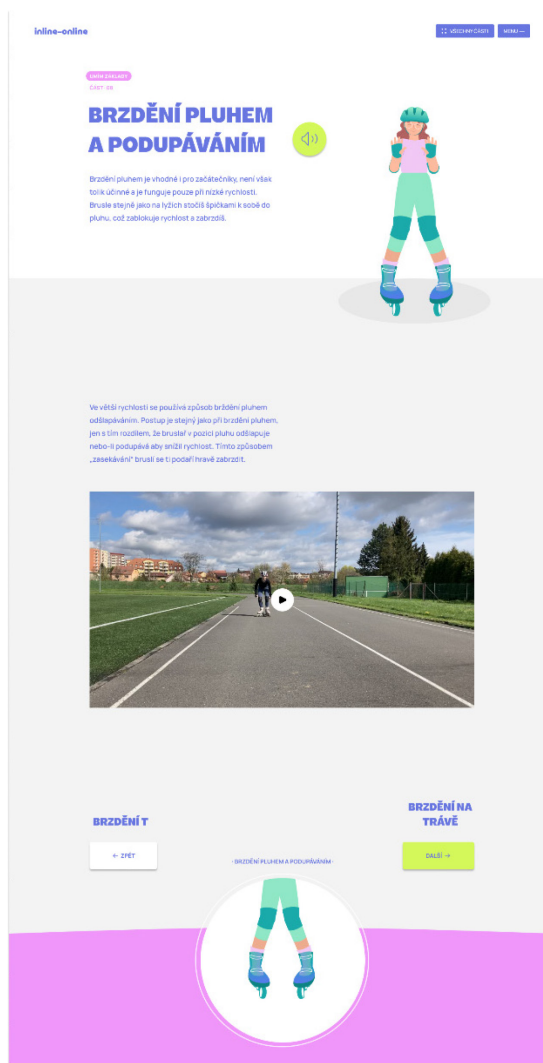 inline-online
VŠECHNY ČÁSTI
MENU —
UMÍM ZÁKLADY
ČÁST-08
BRZDĚNÍ PLUHEM
A PODUPÁVÁNÍM
Brzdění pluhem je vhodné i pro začátečníky, není však
tolik účinné a je funguje pouze při nízké rychlosti.
Brusle stejně jako na lyžích stočíš špičkami k sobě do
pluhu, což zablokuje rychlost a zabrzdíš.
Ve větší rychlosti se používá způsob brždění pluhem
odšlapáváním. Postup je stejný jako při brzdění pluhem,
jen s tím rozdílem, že bruslař v pozici pluhu odšlapuje
nebo-li podupává aby snížil rychlost. Tímto způsobem
„zasekávání" bruslí se ti podaří hravě zabrzdit.
BRZDĚNÍ T
BRZDĚNÍ NA
TRÁVĚ
← ZPĚT
DALŠÍ →
· BRZDĚNÍ PLUHEM A PODUPÁVÁNÍM ·